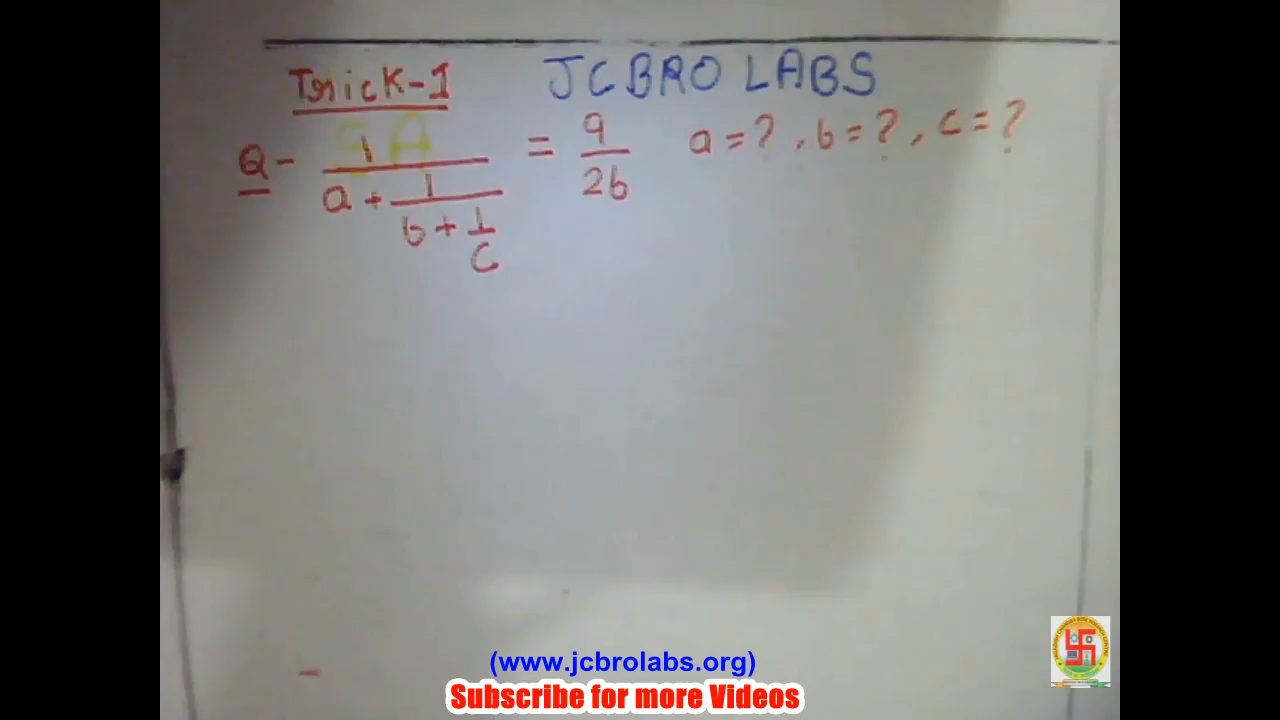 Trick-1 JCBRO LABS
Q- 1 = 9 a=?, b=?, c=?
a+ 1 26
b+ 1
c
(www.jcbrolabs.org)
Subscribe for more Videos